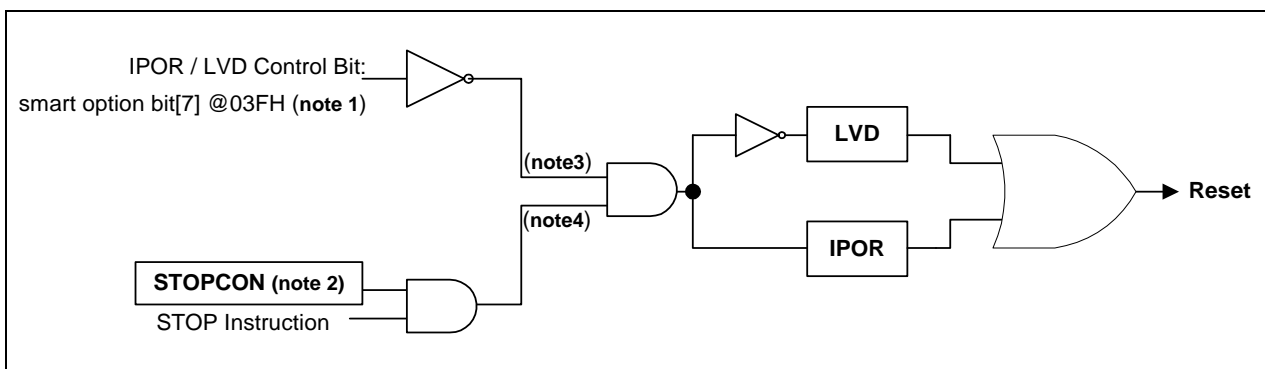 IPOR / LVD Control Bit:
smart option bit[7] @03FH (note 1)
LVD
(note3)
Reset
(note4)
IPOR
STOPCON (note 2)
STOP Instruction